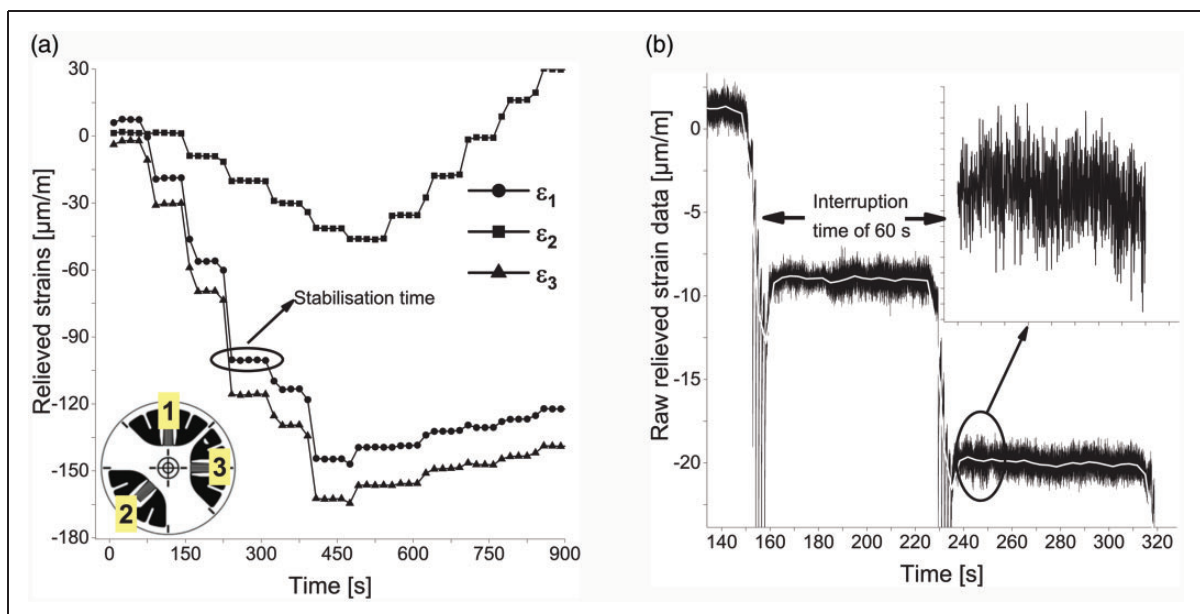 (a)
30
0
-30
-60
-90
-120
-150
-180
Relieved strains [µm/m]
ε1
ε2
ε3
Stabilisation time
1
3
2
0
150
300
450
600
750
900
Time [s]
(b)
0
-5
-10
-15
-20
Raw relieved strain data [µm/m]
Interruption
time of 60 s
140
160
180
200
220
240
260
280
300
320
Time [s]